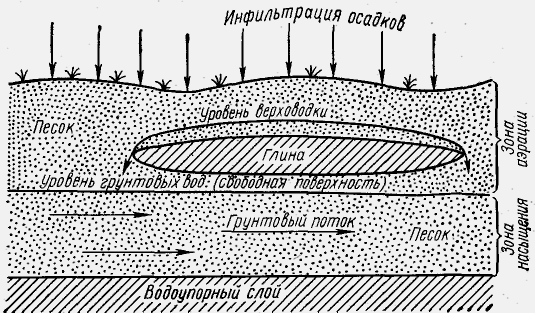 Инфильтрация осадков
Уровень верховодки
Песок
Глина
Зона
аэрации
Уровень грунтовых вод (свободная поверхность)
Грунтовый поток
Песок
Зона
насыщения
Водоупорный слой